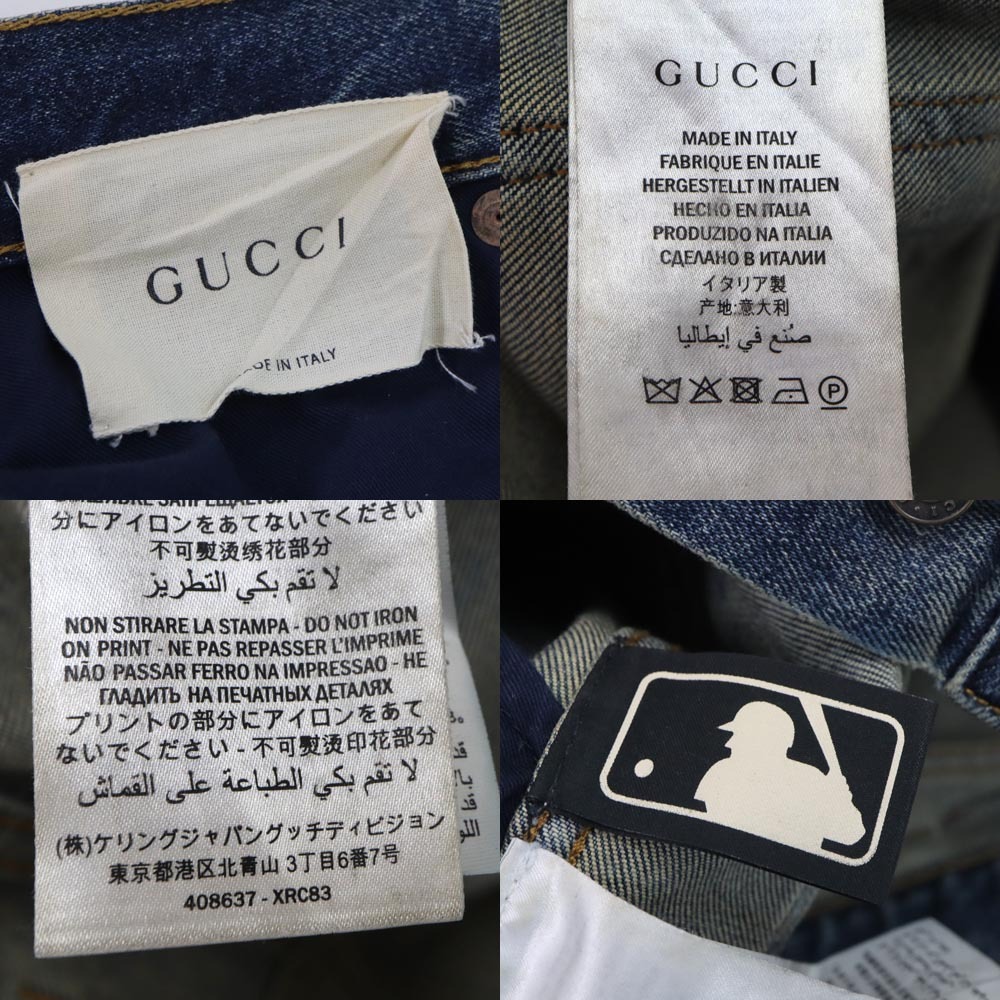 GUCCI
IN ITALY
GUCCI
MADE IN ITALY
FABRIQUE EN ITALIE
HERGESTELLT IN ITALIEN
HECHO EN ITALIA
PRODUZIDO NA ITALIA
СДЕЛАНО В ИТАЛИИ
イタリア製
产地:意大利
صُنع في إيطاليا
P
分にアイロンをあてないでください
不可熨烫绣花部分
لا تقم بكي التطريز
NON STIRARE LA STAMPA - DO NOT IRON
ON PRINT - NE PAS REPASSER L'IMPRIME
NÃO PASSAR FERRO NA IMPRESSAO - НЕ
ГЛАДИТЬ НА ПЕЧАТНЫХ ДЕТАЛЯХ
プリントの部分にアイロンをあて
ないでください - 不可熨烫印花部分
لا تقم بكي الطباعة على القماش
(株)ケリングジャパングッチディビジョン
東京都港区北青山 3丁目6番7号
408637 - XRC83